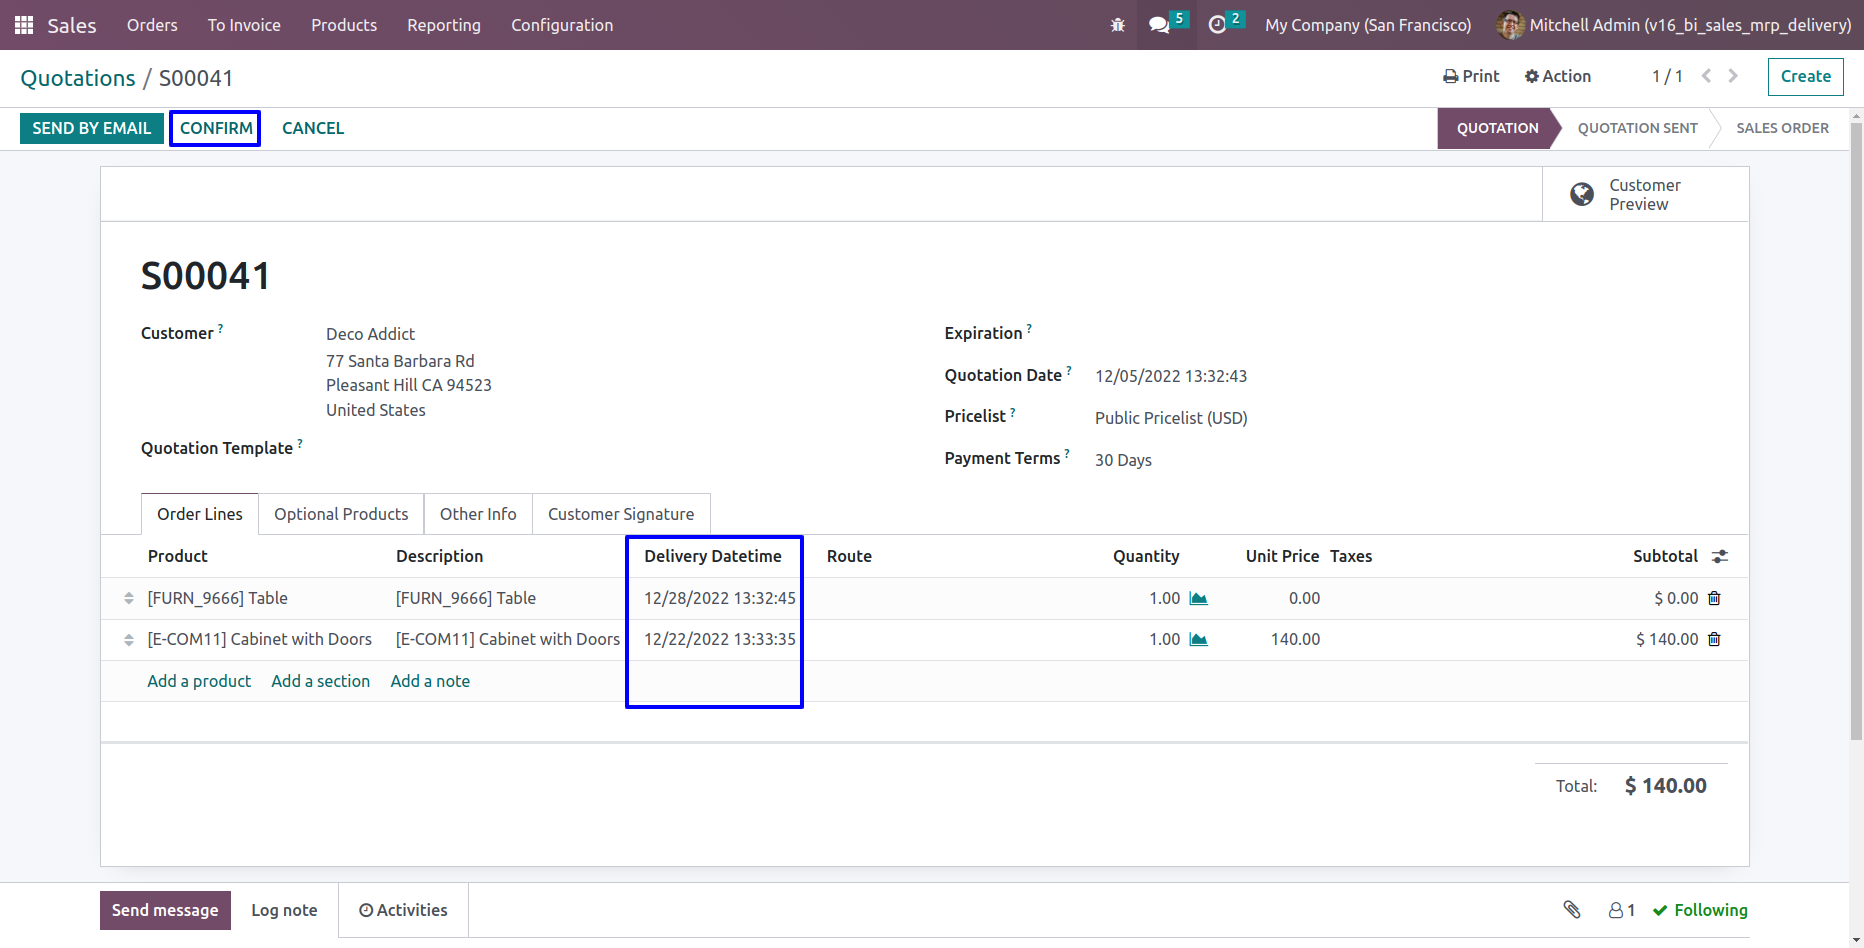 Sales Orders To Invoice Products Reporting Configuration 5 2 My Company (San Francisco) Mitchell Admin (v16_bi_sales_mrp_delivery)
Quotations / S00041 Print Action 1 / 1 Create
SEND BY EMAIL CONFIRM CANCEL QUOTATION QUOTATION SENT SALES ORDER
Customer
Preview
S00041
Customer ? Deco Addict Expiration ?
77 Santa Barbara Rd
Quotation Date ? 12/05/2022 13:32:43
Pleasant Hill CA 94523
United States Pricelist ? Public Pricelist (USD)
Quotation Template ? Payment Terms ? 30 Days
Order Lines Optional Products Other Info Customer Signature
Product Description Delivery Datetime Route Quantity Unit Price Taxes Subtotal
[FURN_9666] Table [FURN_9666] Table 12/28/2022 13:32:45 1.00 0.00 $ 0.00
[E-COM11] Cabinet with Doors [E-COM11] Cabinet with Doors 12/22/2022 13:33:35 1.00 140.00 $ 140.00
Add a product Add a section Add a note
Total: $ 140.00
Send message Log note Activities 1 Following